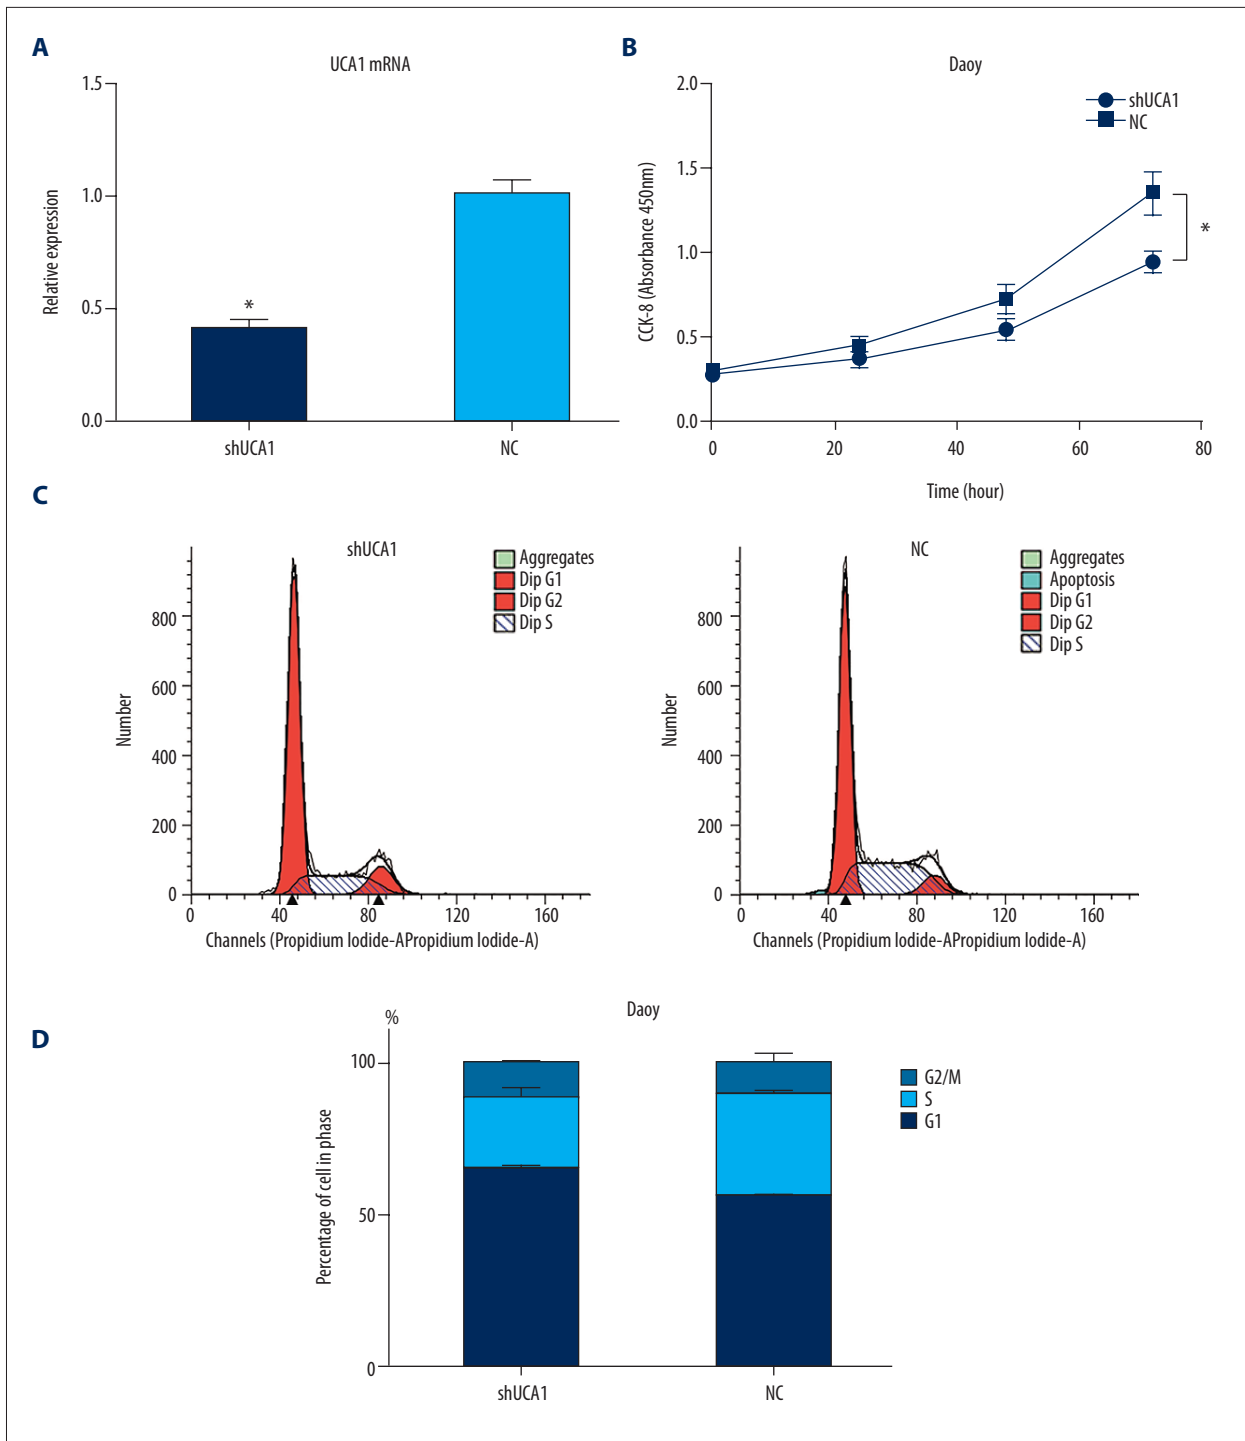 A
UCA1 mRNA
1.5
1.0
0.5
0.0
Relative expression
*
shUCA1
NC
B
Daoy
2.0
1.5
1.0
0.5
0.0
CCK-8 (Absorbance 450nm)
shUCA1
NC
*
0
20
40
60
80
Time (hour)
C
shUCA1
Aggregates
Dip G1
Dip G2
Dip S
800
600
400
200
0
Number
0
40
80
120
160
Channels (Propidium Iodide-APropidium Iodide-A)
NC
Aggregates
Apoptosis
Dip G1
Dip G2
Dip S
800
600
400
200
0
Number
0
40
80
120
160
Channels (Propidium Iodide-APropidium Iodide-A)
D
Daoy
%
100
50
0
Percentage of cell in phase
G2/M
S
G1
shUCA1
NC